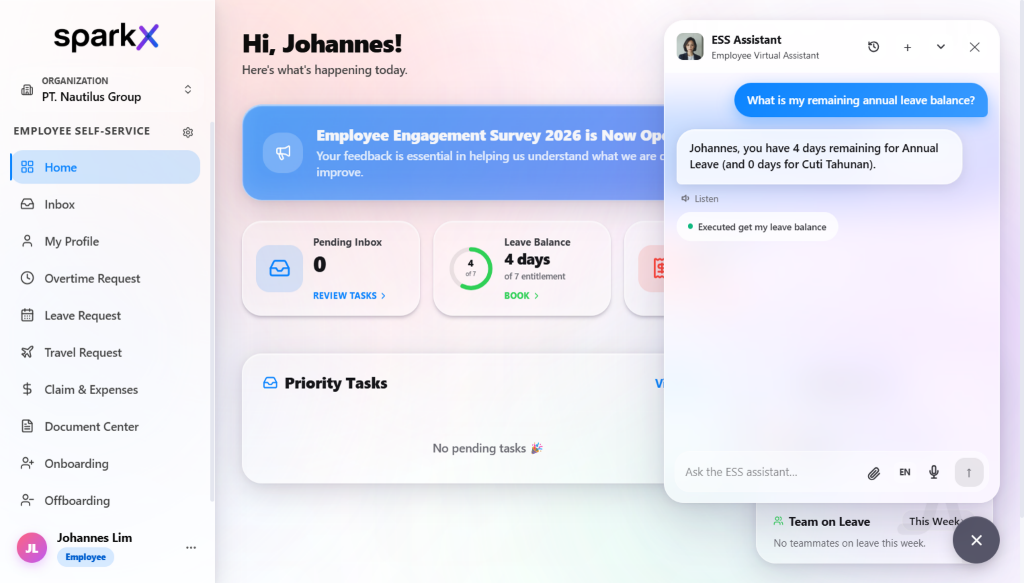 sparkX
ORGANIZATION
PT. Nautilus Group
EMPLOYEE SELF-SERVICE
Home
Inbox
My Profile
Overtime Request
Leave Request
Travel Request
Claim & Expenses
Document Center
Onboarding
Offboarding
JL
Johannes Lim
Employee
Hi, Johannes!
Here's what's happening today.
Employee Engagement Survey 2026 is Now
Your feedback is essential in helping us understand what we are
improve.
Pending Inbox
0
REVIEW TASKS >
4
of 7
Leave Balance
4 days
of 7 entitlement
BOOK >
Priority Tasks
No pending tasks 🎉
ESS Assistant
Employee Virtual Assistant
What is my remaining annual leave balance?
Johannes, you have 4 days remaining for Annual
Leave (and 0 days for Cuti Tahunan).
Listen
Executed get my leave balance
Ask the ESS assistant...
EN
Team on Leave
This Week
No teammates on leave this week.